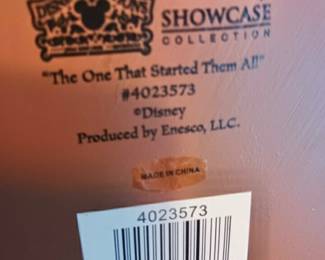 SHOWCASE
COLLECTION
"The One That Started Them All"
#4023573
©Disney
Produced by Enesco, LLC.
MADE IN CHINA
4023573